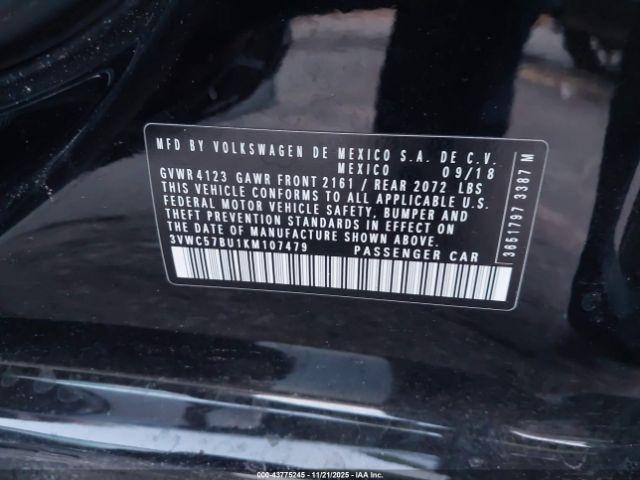 MFD BY VOLKSWAGEN DE MEXICO S.A. DE C.V.
MEXICO 09/18
GVWR 4123 GAWR FRONT 2161 / REAR 2072 LBS
THIS VEHICLE CONFORMS TO ALL APPLICABLE U.S.
FEDERAL MOTOR VEHICLE SAFETY, BUMPER AND
THEFT PREVENTION STANDARDS IN EFFECT ON
THE DATE OF MANUFACTURE SHOWN ABOVE.
3VWC57BU1KM107479 PASSENGER CAR
3651797 3387 M
000-43775245 - 11/21/2025 - IAA Inc.